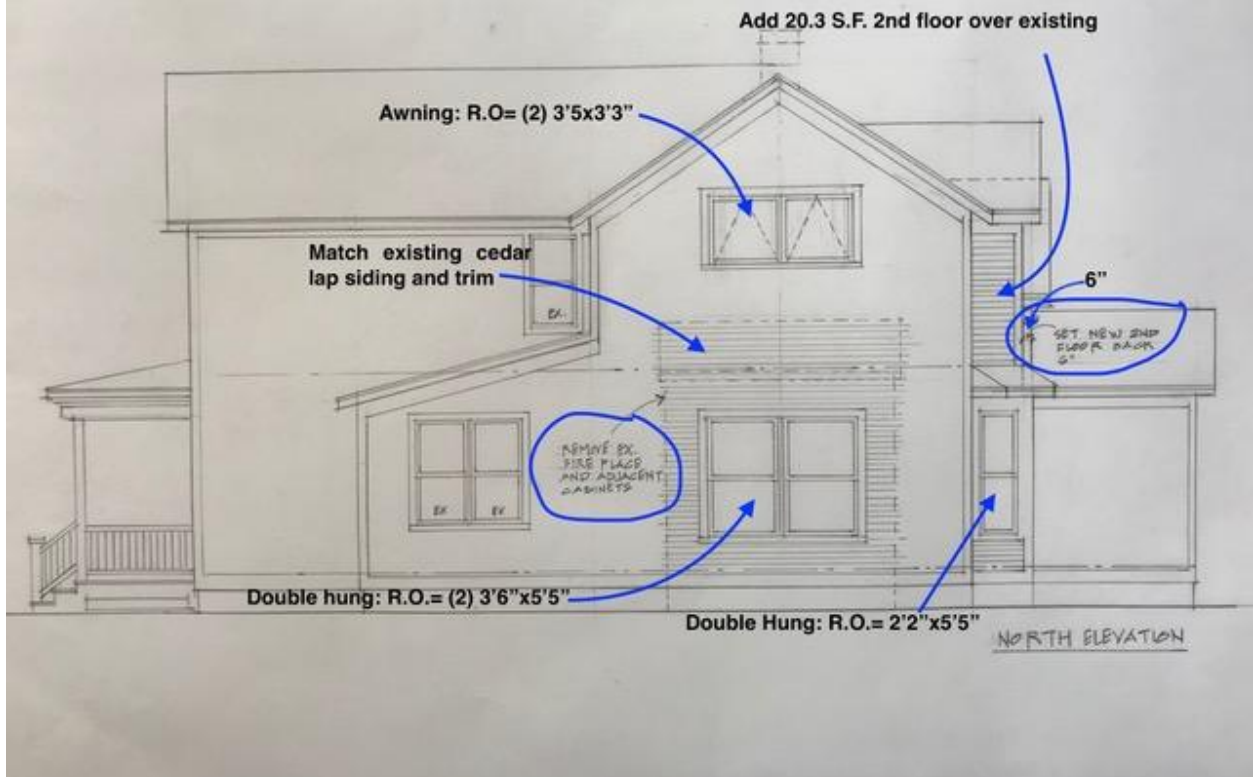 Add 20.3 S.F. 2nd floor over existing
Awning: R.O= (2) 3'5x3'3"
Match existing cedar
lap siding and trim
EX.
6"
SET NEW 2ND
FLOOR BACK
6"
REMOVE EX.
FIRE PLACE
AND ADJACENT
CABINETS
EX EX
Double hung: R.O.= (2) 3'6"x5'5"
Double Hung: R.O.= 2'2"x5'5"
NORTH ELEVATION